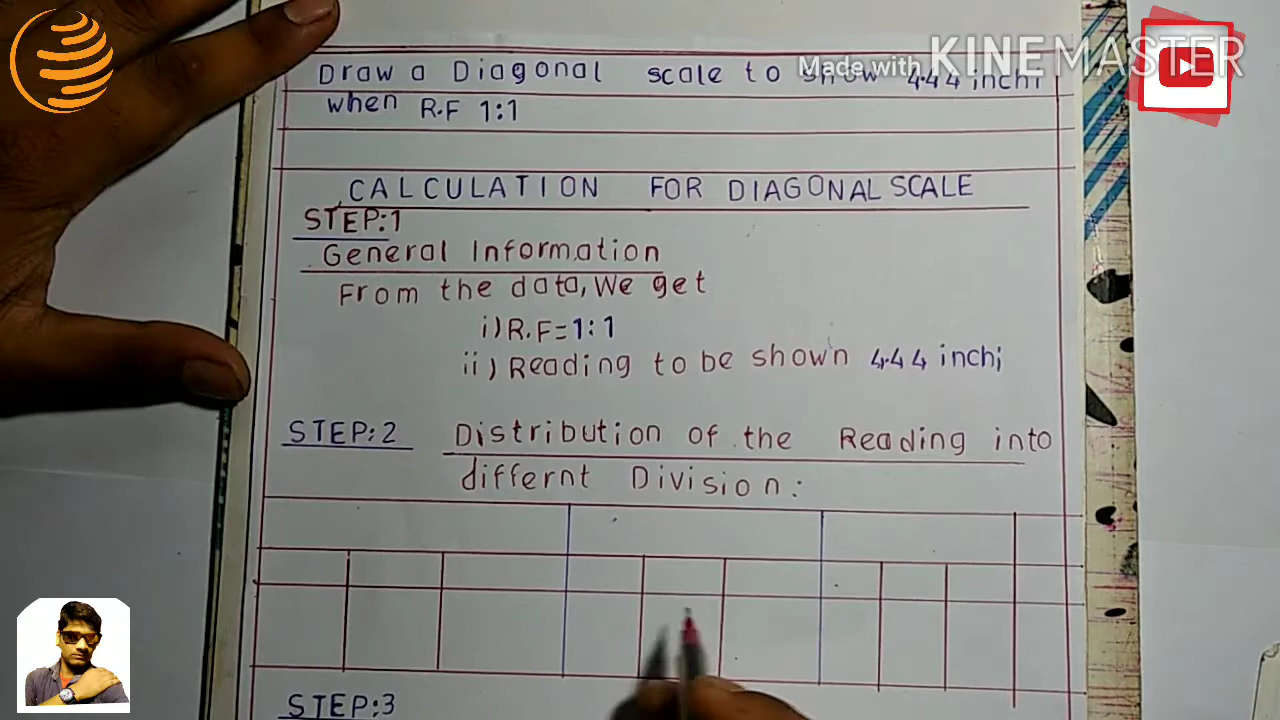 Draw a Diagonal scale to show 4.44 inchi
Made with KINEMASTER
when R.F 1:1
CALCULATION FOR DIAGONAL SCALE
STEP:1
General Information
From the data, We get
i) R.F=1:1
ii) Reading to be shown 4.44 inchi
STEP:2 Distribution of the Reading into
differnt Division:
STEP:3